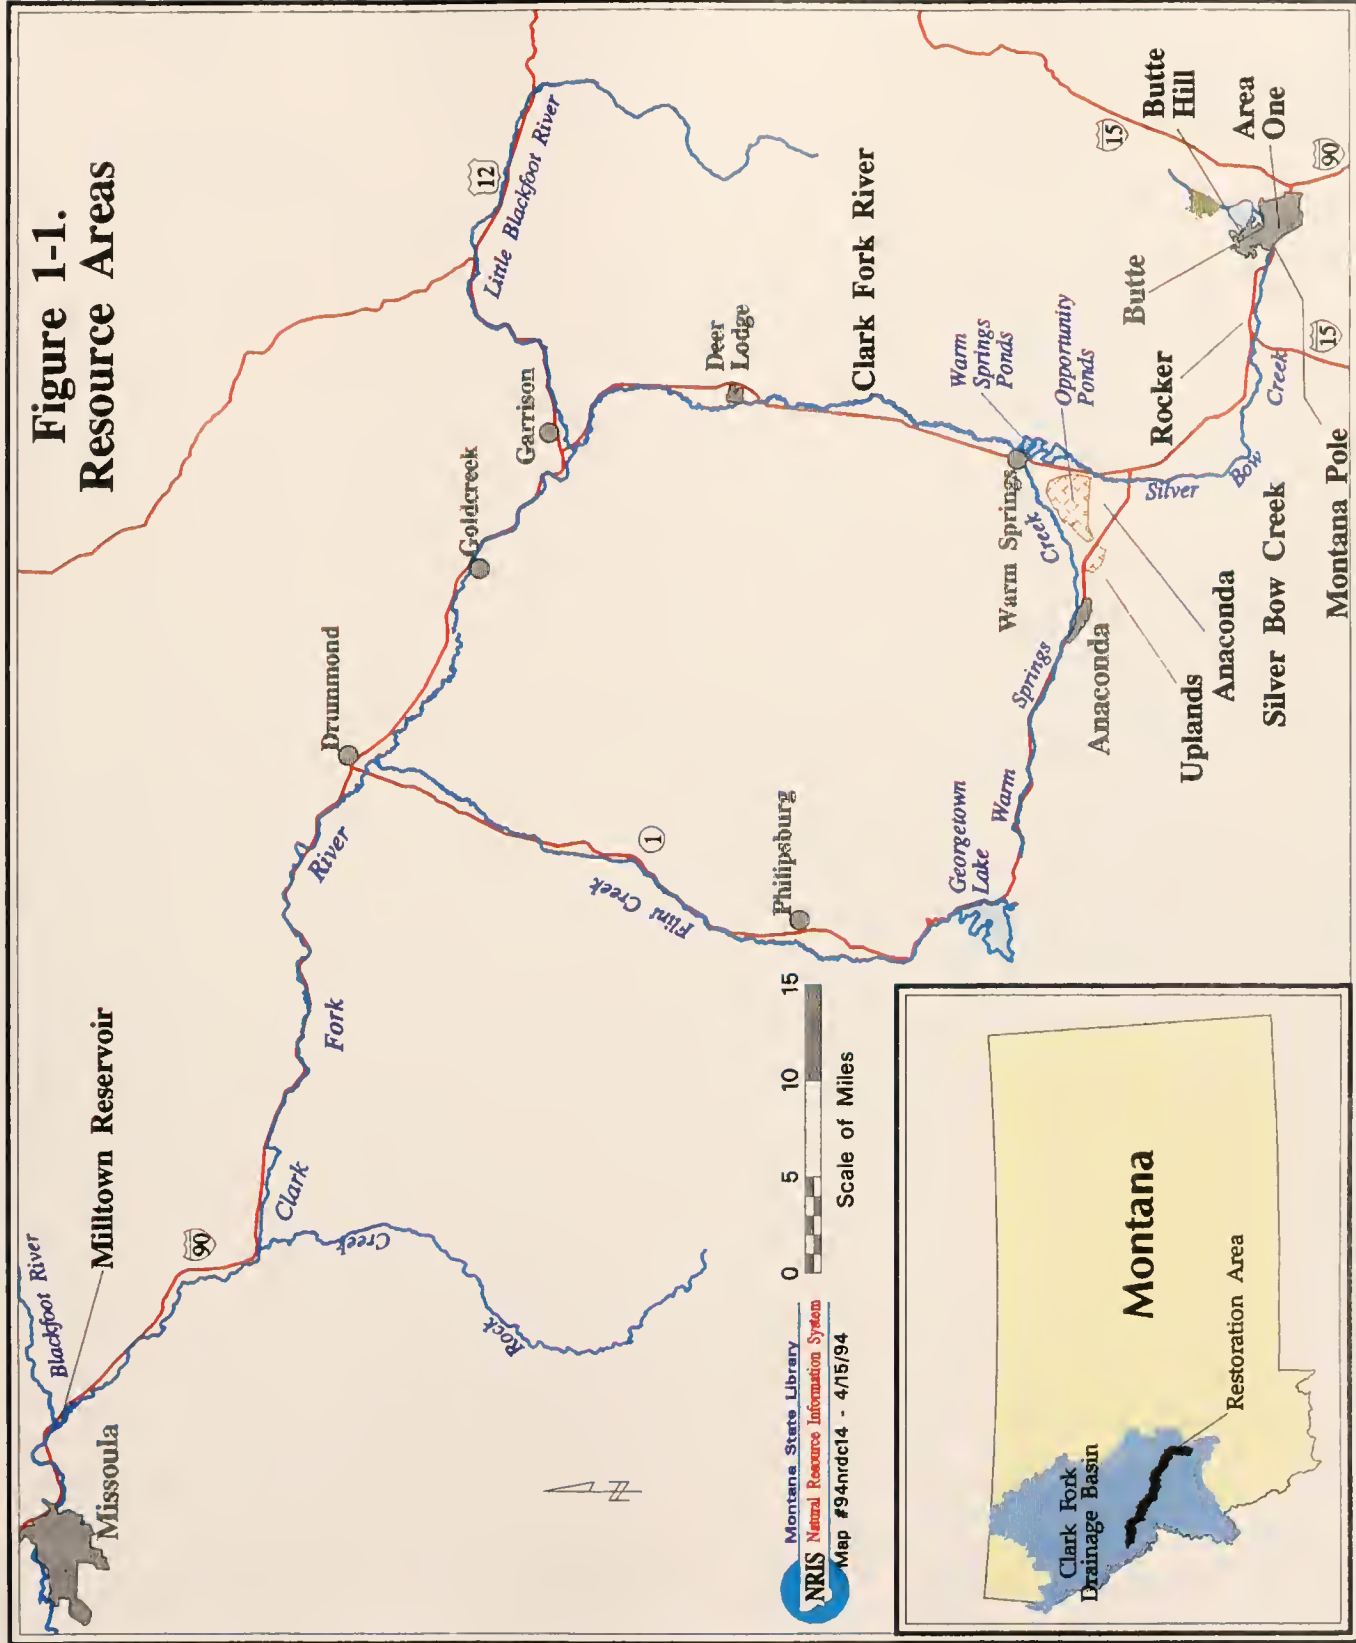 Figure 1-1.
Resource Areas
Blackfoot River
Milltown Reservoir
Missoula
90
Clark
Fork
River
Rock
Creek
Drummond
Goldcreek
Garrison
12
Little Blackfoot River
Flint Creek
1
Philipsburg
Georgetown
Lake
Warm
Springs
Creek
Deer
Lodge
Clark Fork River
Warm
Springs
Ponds
Opportunity
Ponds
Warm Springs
Anaconda
Uplands
Anaconda
Silver
Bow
Creek
Silver Bow Creek
Rocker
Butte
Montana Pole
Butte
Hill
Area
One
15
90
15
N
0 5 10 15
Scale of Miles
Montana State Library
NRIS Natural Resource Information System
Map #94nrdc14 - 4/15/94
Clark Fork
Drainage Basin
Montana
Restoration Area